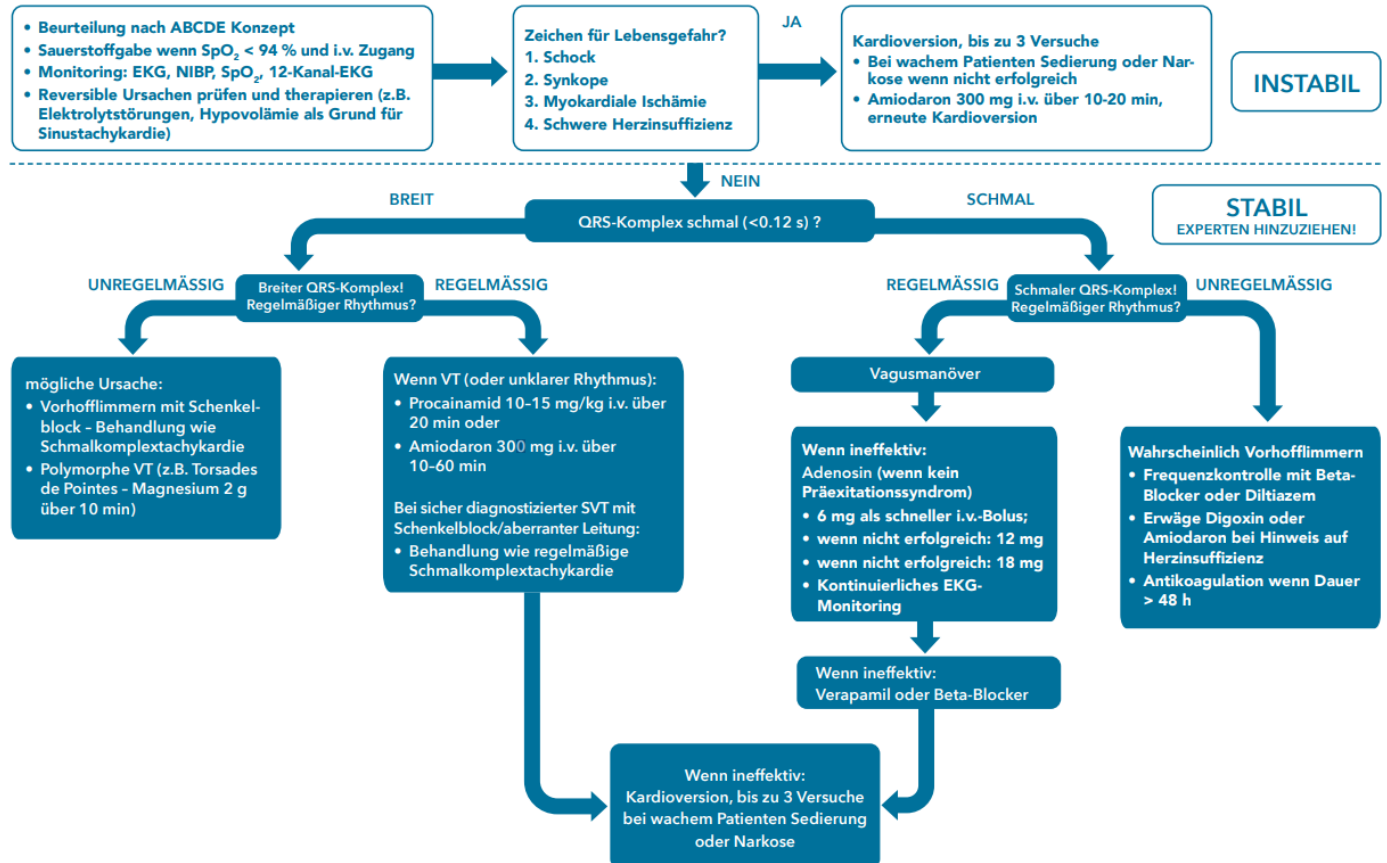 • Beurteilung nach ABCDE Konzept
• Sauerstoffgabe wenn SpO₂ < 94 % und i.v. Zugang
• Monitoring: EKG, NIBP, SpO₂, 12-Kanal-EKG
• Reversible Ursachen prüfen und therapieren (z.B.
Elektrolytstörungen, Hypovolämie als Grund für
Sinustachykardie)
Zeichen für Lebensgefahr?
1. Schock
2. Synkope
3. Myokardiale Ischämie
4. Schwere Herzinsuffizienz
JA
Kardioversion, bis zu 3 Versuche
• Bei wachem Patienten Sedierung oder Nar-
kose wenn nicht erfolgreich
• Amiodaron 300 mg i.v. über 10-20 min,
erneute Kardioversion
INSTABIL
NEIN
BREIT
QRS-Komplex schmal (<0.12 s) ?
SCHMAL
STABIL
EXPERTEN HINZUZIEHEN!
UNREGELMÄSSIG
Breiter QRS-Komplex!
Regelmäßiger Rhythmus?
REGELMÄSSIG
REGELMÄSSIG
Schmaler QRS-Komplex!
Regelmäßiger Rhythmus?
UNREGELMÄSSIG
mögliche Ursache:
• Vorhofflimmern mit Schenkel-
block – Behandlung wie
Schmalkomplextachykardie
• Polymorphe VT (z.B. Torsades
de Pointes – Magnesium 2 g
über 10 min)
Wenn VT (oder unklarer Rhythmus):
• Procainamid 10–15 mg/kg i.v. über
20 min oder
• Amiodaron 300 mg i.v. über
10–60 min
Bei sicher diagnostizierter SVT mit
Schenkelblock/aberranter Leitung:
• Behandlung wie regelmäßige
Schmalkomplextachykardie
Vagusmanöver
Wenn ineffektiv:
Adenosin (wenn kein
Präexitationssyndrom)
• 6 mg als schneller i.v.-Bolus;
• wenn nicht erfolgreich: 12 mg
• wenn nicht erfolgreich: 18 mg
• Kontinuierliches EKG-
Monitoring
Wenn ineffektiv:
Verapamil oder Beta-Blocker
Wahrscheinlich Vorhofflimmern
• Frequenzkontrolle mit Beta-
Blocker oder Diltiazem
• Erwäge Digoxin oder
Amiodaron bei Hinweis auf
Herzinsuffizienz
• Antikoagulation wenn Dauer
> 48 h
Wenn ineffektiv:
Kardioversion, bis zu 3 Versuche
bei wachem Patienten Sedierung
oder Narkose